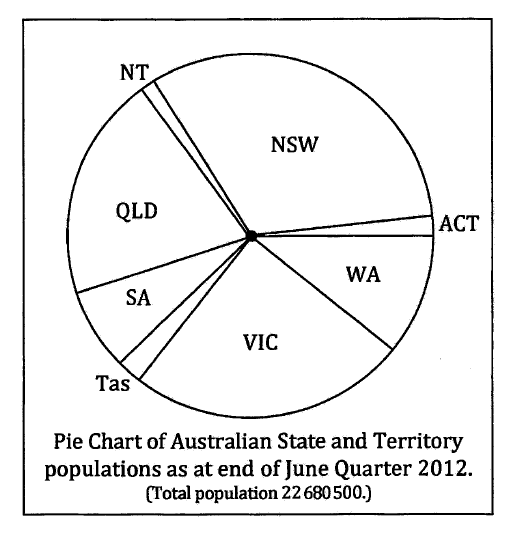 NT
NSW
QLD
ACT
WA
SA
VIC
Tas
Pie Chart of Australian State and Territory
populations as at end of June Quarter 2012.
(Total population 22 680 500.)